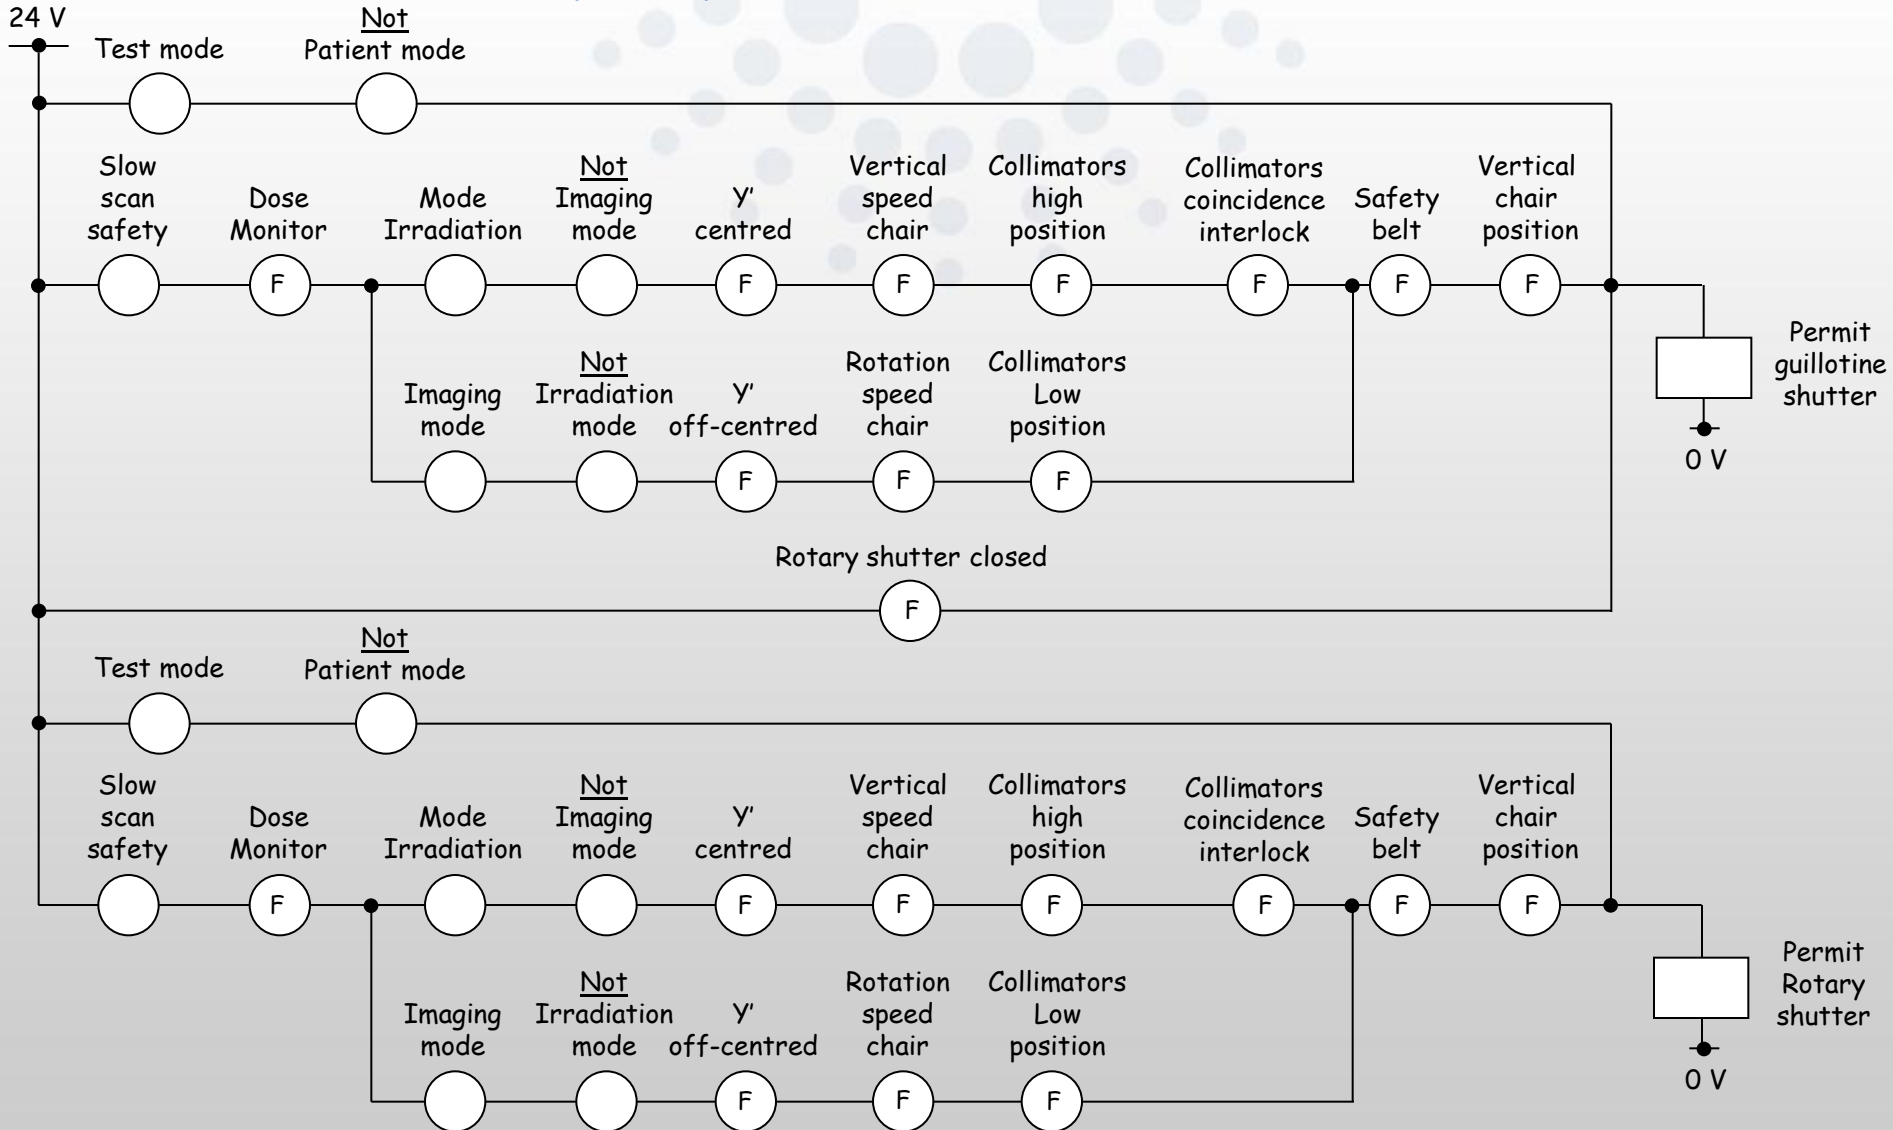 24 V
Test mode
Not
Patient mode
Slow
scan
safety
Dose
Monitor
Mode
Irradiation
Not
Imaging
mode
Y'
centred
Vertical
speed
chair
Collimators
high
position
Collimators
coincidence
interlock
Safety
belt
Vertical
chair
position
F
F
F
F
F
F
F
Permit
guillotine
shutter
0 V
Imaging
mode
Not
Irradiation
mode
Y'
off-centred
Rotation
speed
chair
Collimators
Low
position
F
F
F
Rotary shutter closed
F
Test mode
Not
Patient mode
Slow
scan
safety
Dose
Monitor
Mode
Irradiation
Not
Imaging
mode
Y'
centred
Vertical
speed
chair
Collimators
high
position
Collimators
coincidence
interlock
Safety
belt
Vertical
chair
position
F
F
F
F
F
F
F
Permit
Rotary
shutter
0 V
Imaging
mode
Not
Irradiation
mode
Y'
off-centred
Rotation
speed
chair
Collimators
Low
position
F
F
F